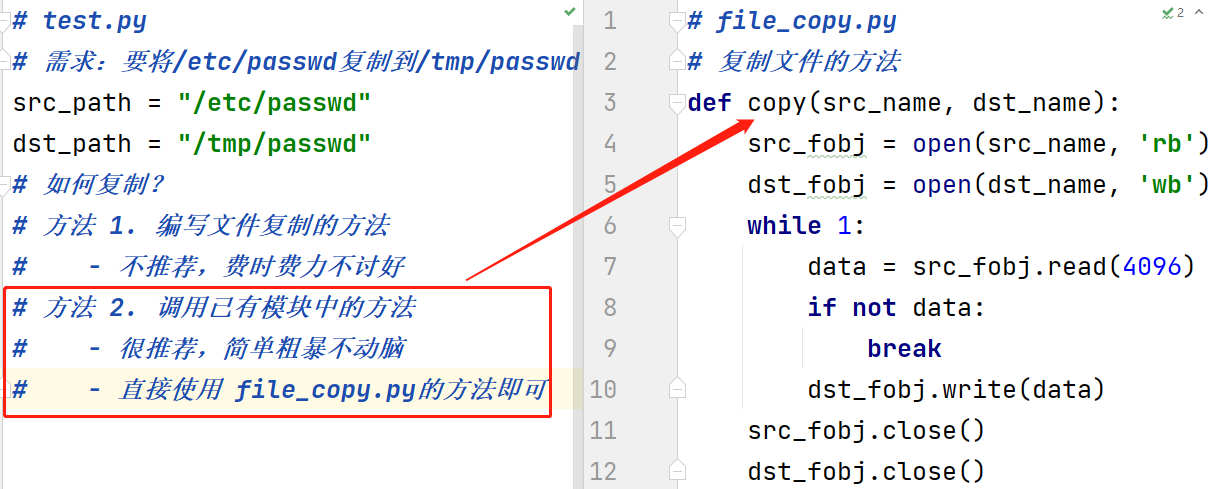 # test.py
# 需求：要将/etc/passwd复制到/tmp/passwd
src_path = "/etc/passwd"
dst_path = "/tmp/passwd"
# 如何复制？
# 方法 1. 编写文件复制的方法
#    - 不推荐，费时费力不讨好
# 方法 2. 调用已有模块中的方法
#    - 很推荐，简单粗暴不动脑
#    - 直接使用 file_copy.py的方法即可
2
1 # file_copy.py
2 # 复制文件的方法
3 def copy(src_name, dst_name):
4     src_fobj = open(src_name, 'rb')
5     dst_fobj = open(dst_name, 'wb')
6     while 1:
7         data = src_fobj.read(4096)
8         if not data:
9             break
10         dst_fobj.write(data)
11     src_fobj.close()
12     dst_fobj.close()